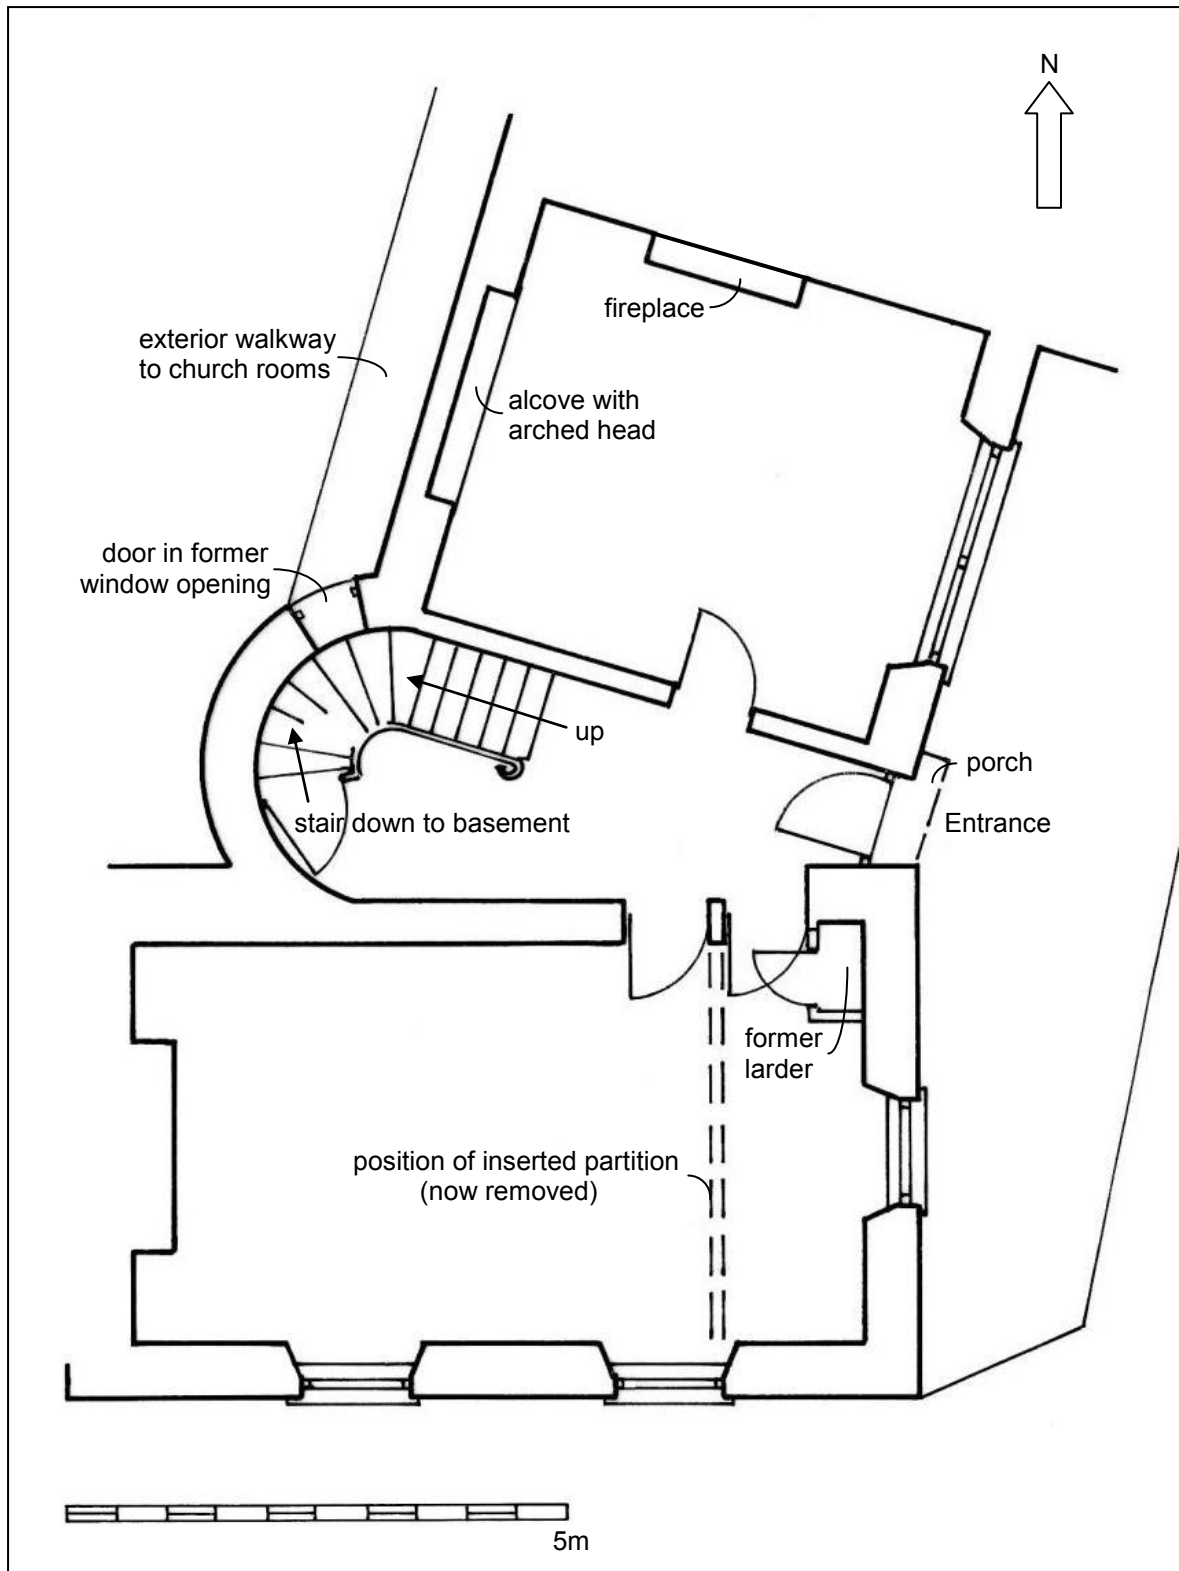 N
fireplace
exterior walkway
to church rooms
alcove with
arched head
door in former
window opening
up
porch
stair down to basement
Entrance
former
larder
position of inserted partition
(now removed)
5m